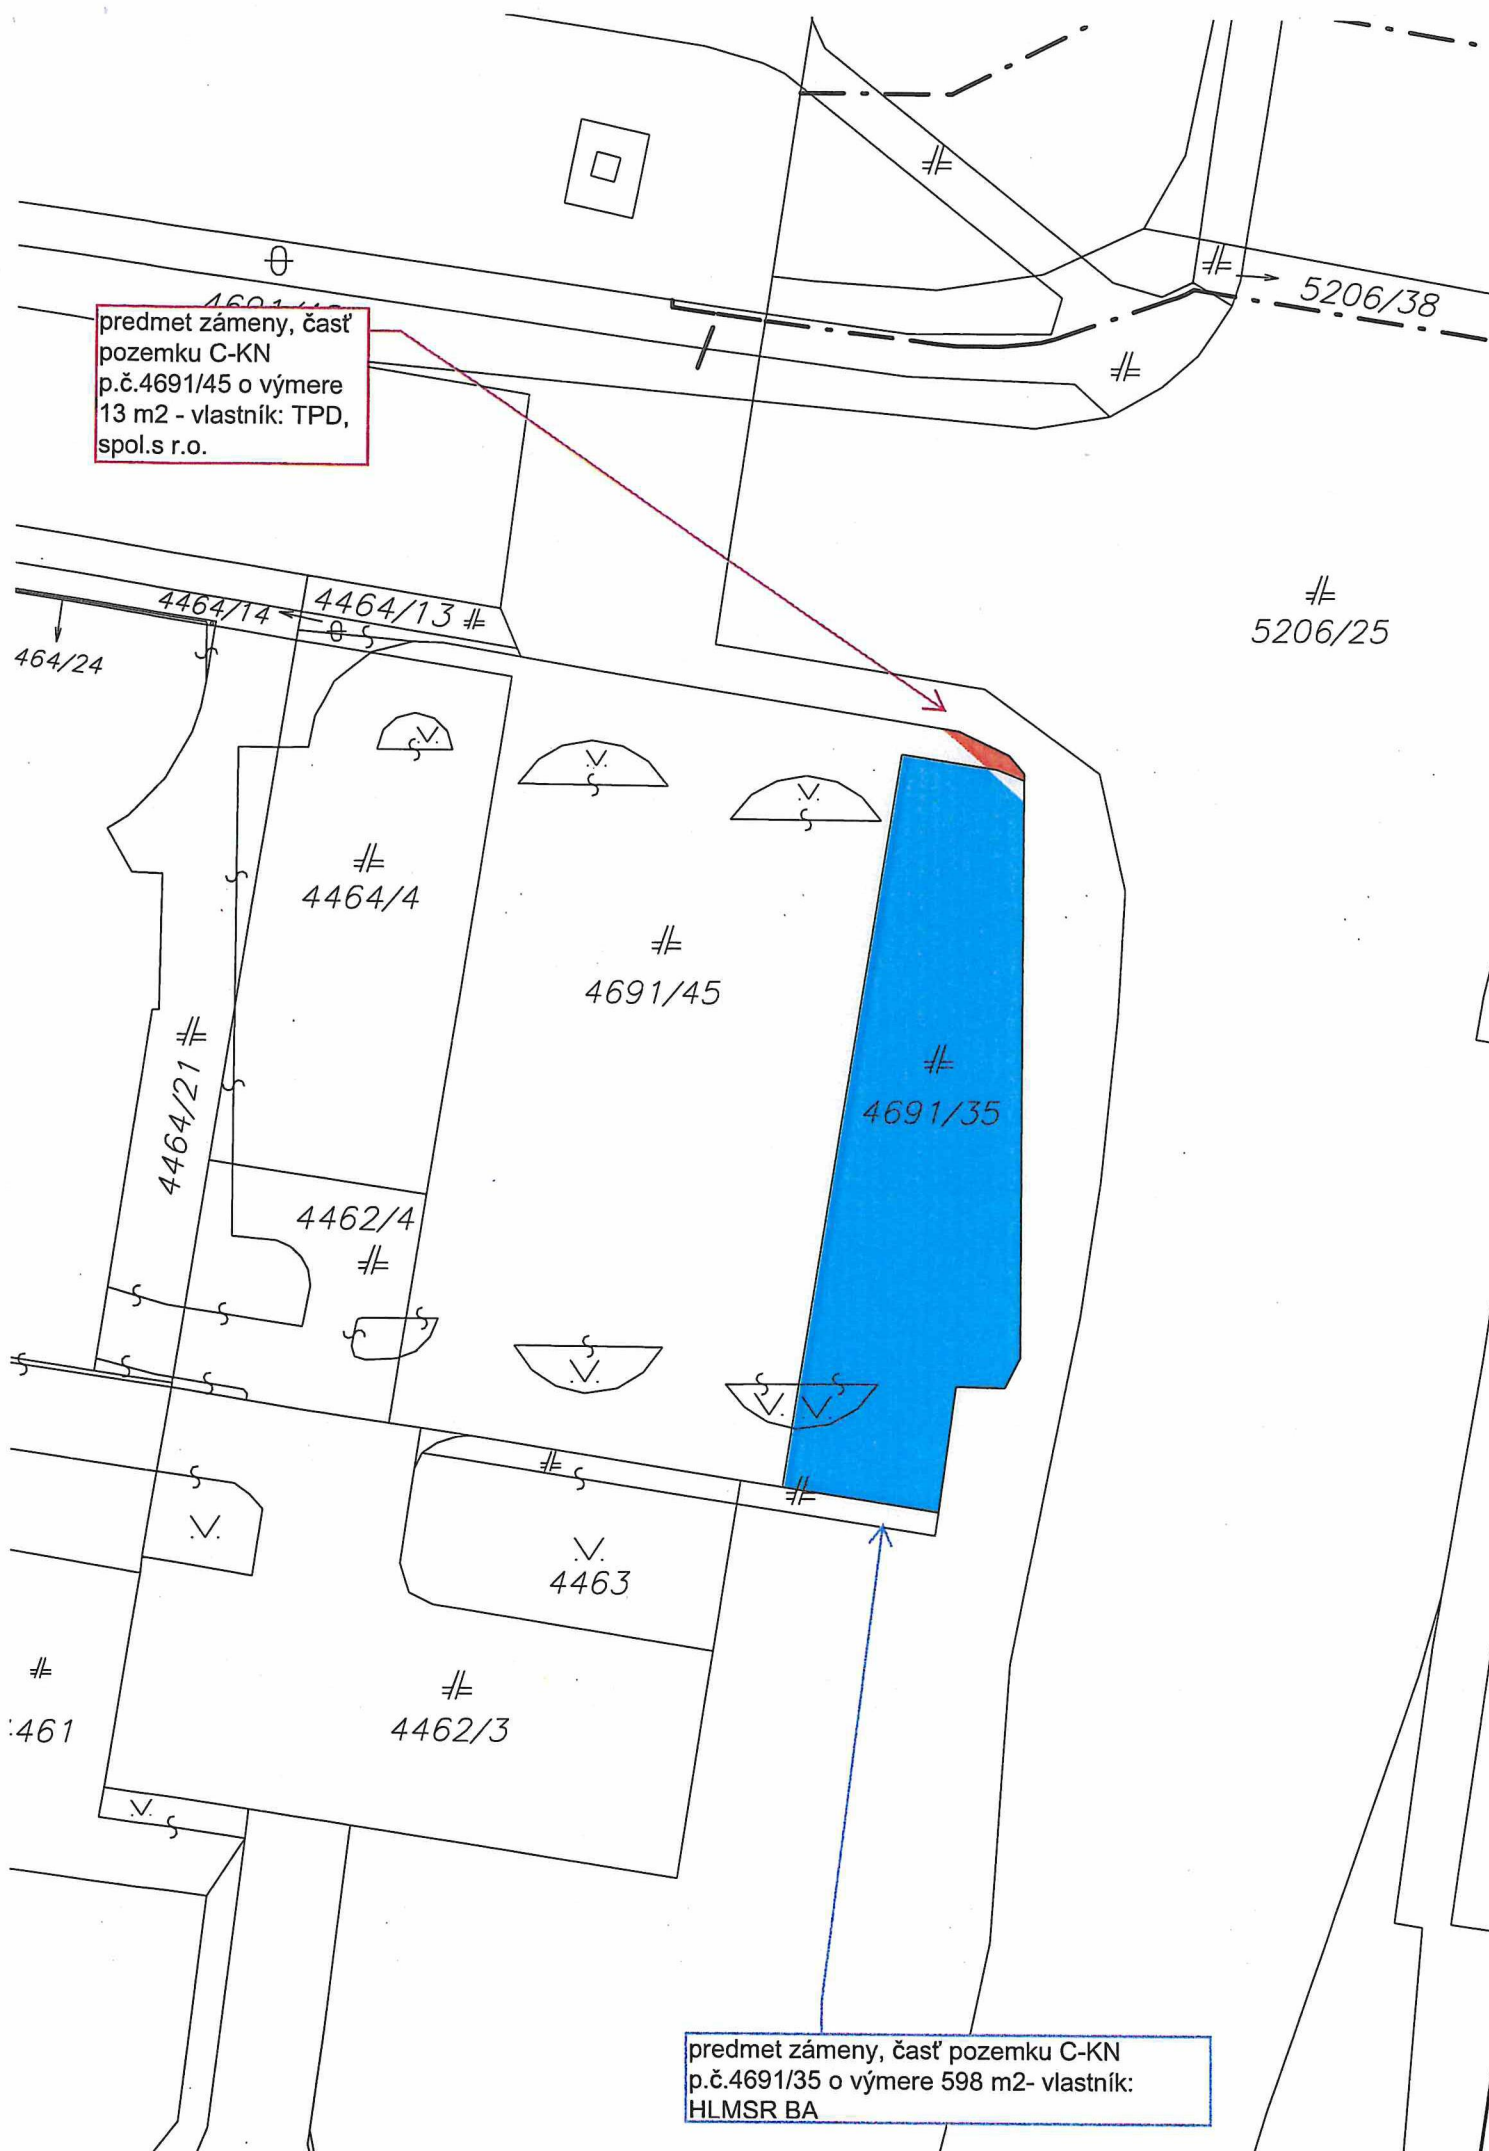 5206/38
predmet zámeny, časť
pozemku C-KN
p.č.4691/45 o výmere
13 m2 - vlastník: TPD,
spol.s r.o.
4464/14
4464/13
464/24
5206/25
4464/4
4691/45
4464/21
4691/35
4462/4
4463
461
4462/3
predmet zámeny, časť pozemku C-KN
p.č.4691/35 o výmere 598 m2- vlastník:
HLMSR BA